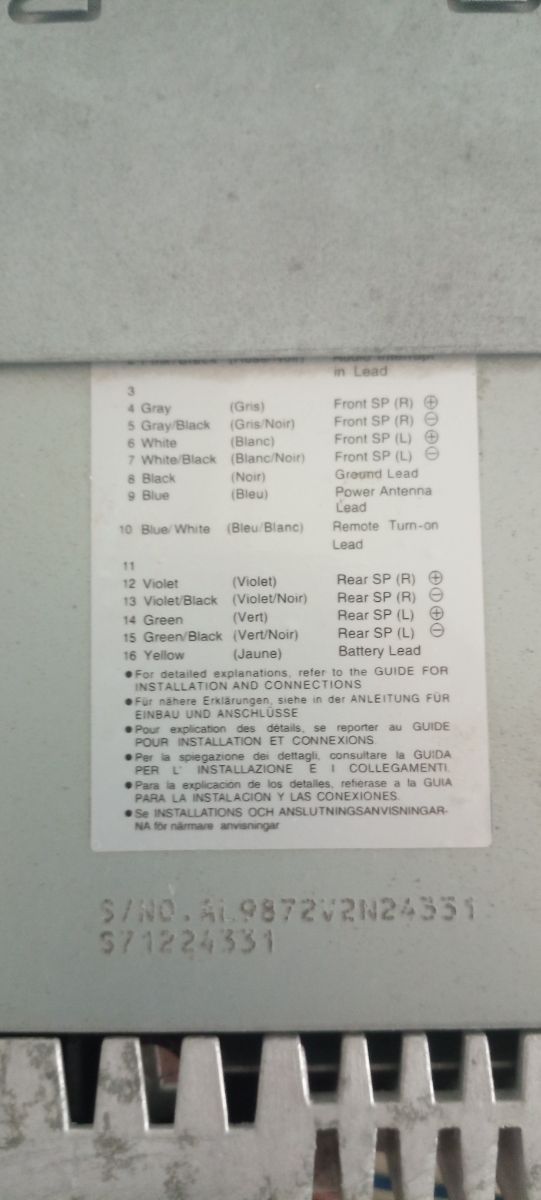 in Lead
3
4 Gray (Gris) Front SP (R) ⊕
5 Gray/Black (Gris/Noir) Front SP (R) ⊖
6 White (Blanc) Front SP (L) ⊕
7 White/Black (Blanc/Noir) Front SP (L) ⊖
8 Black (Noir) Ground Lead
9 Blue (Bleu) Power Antenna
Lead
10 Blue/White (Bleu/Blanc) Remote Turn-on
Lead
11
12 Violet (Violet) Rear SP (R) ⊕
13 Violet/Black (Violet/Noir) Rear SP (R) ⊖
14 Green (Vert) Rear SP (L) ⊕
15 Green/Black (Vert/Noir) Rear SP (L) ⊖
16 Yellow (Jaune) Battery Lead
● For detailed explanations, refer to the GUIDE FOR
INSTALLATION AND CONNECTIONS
● Für nähere Erklärungen, siehe in der ANLEITUNG FÜR
EINBAU UND ANSCHLÜSSE
● Pour explication des détails, se reporter au GUIDE
POUR INSTALLATION ET CONNEXIONS.
● Per la spiegazione dei dettagli, consultare la GUIDA
PER L' INSTALLAZIONE E I COLLEGAMENTI.
● Para la explicación de los detalles, refierase a la GUIA
PARA LA INSTALACION Y LAS CONEXIONES.
● Se INSTALLATIONS OCH ANSLUTNINGSANVISNINGAR-
NA för närmare anvisningar
S/NO.AL9872V2N24331
S71224331